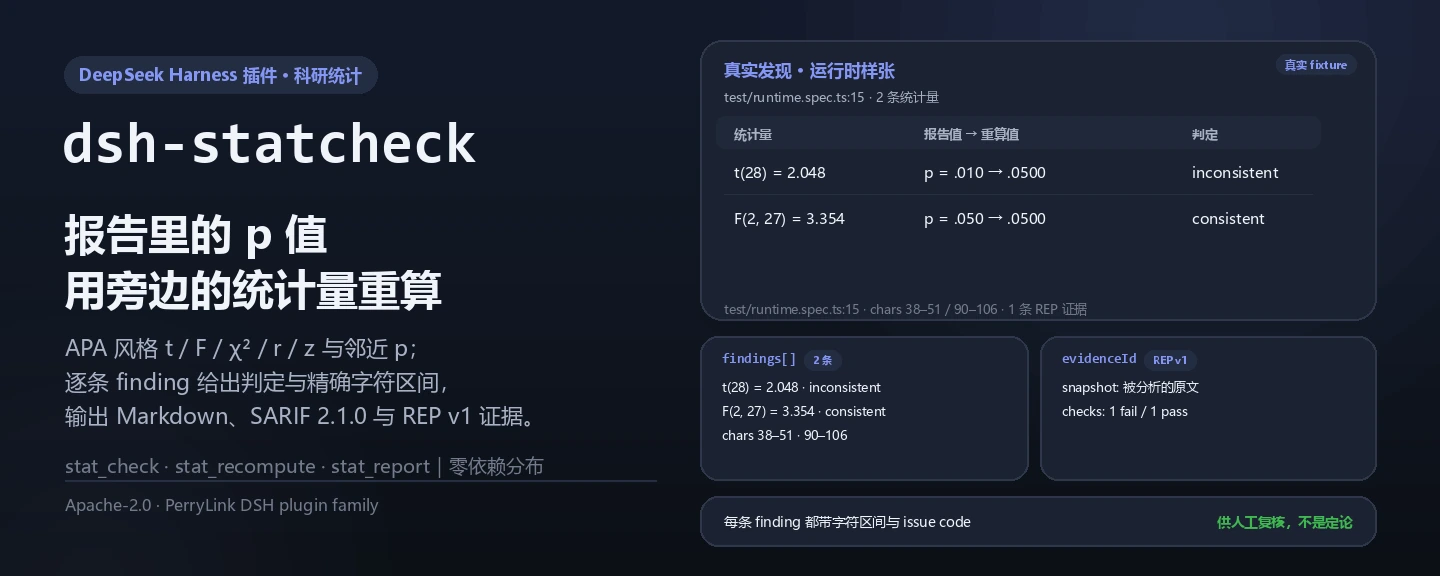 DeepSeek Harness 插件 · 科研统计
dsh-statcheck
报告里的 p 值
用旁边的统计量重算
APA 风格 t / F / χ² / r / z 与邻近 p；
逐条 finding 给出判定与精确字符区间，
输出 Markdown、SARIF 2.1.0 与 REP v1 证据。
stat_check · stat_recompute · stat_report | 零依赖分布
Apache-2.0 · PerryLink DSH plugin family
真实发现 · 运行时样张
真实 fixture
test/runtime.spec.ts:15 · 2 条统计量
统计量 报告值 → 重算值 判定
t(28) = 2.048 p = .010 → .0500 inconsistent
F(2, 27) = 3.354 p = .050 → .0500 consistent
test/runtime.spec.ts:15 · chars 38–51 / 90–106 · 1 条 REP 证据
findings[] 2 条
t(28) = 2.048 · inconsistent
F(2, 27) = 3.354 · consistent
chars 38–51 · 90–106
evidenceId REP v1
snapshot: 被分析的原文
checks: 1 fail / 1 pass
每条 finding 都带字符区间与 issue code
供人工复核，不是定论